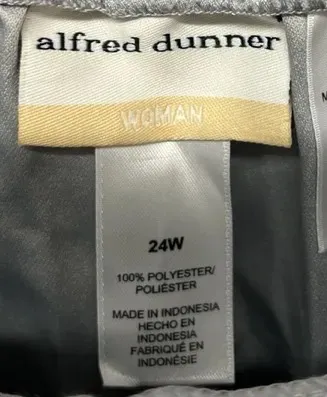 alfred dunner
WOMAN
24W
100% POLYESTER/
POLIÉSTER
MADE IN INDONESIA
HECHO EN
INDONESIA
FABRIQUÉ EN
INDONÉSIE